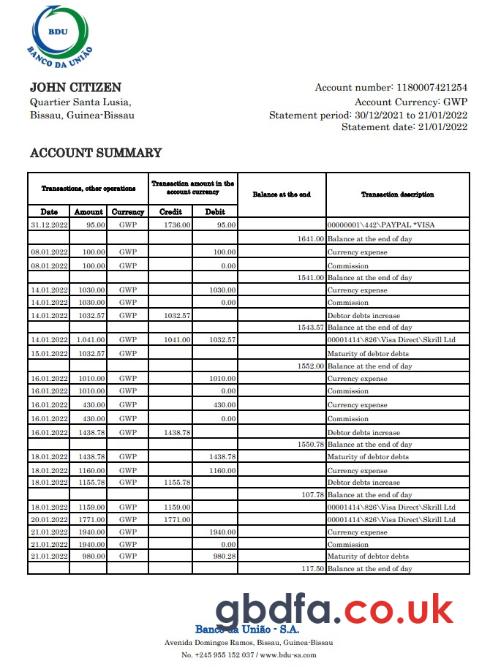 BDU
BANCO DA UNIÃO
JOHN CITIZEN
Quartier Santa Lusia,
Bissau, Guinea-Bissau
Account number: 1180007421254
Account Currency: GWP
Statement period: 30/12/2021 to 21/01/2022
Statement date: 21/01/2022
ACCOUNT SUMMARY
Transactions, other operations Transaction amount in the account currency Balance at the end Transaction description
Date Amount Currency Credit Debit
31.12.2022 95.00 GWP 1736.00 95.00 00000001\442\PAYPAL *VISA
1641.00 Balance at the end of day
08.01.2022 100.00 GWP 100.00 Currency expense
08.01.2022 100.00 GWP 0.00 Commission
1541.00 Balance at the end of day
14.01.2022 1030.00 GWP 1030.00 Currency expense
14.01.2022 1030.00 GWP 0.00 Commission
14.01.2022 1032.57 GWP 1032.57 Debtor debts increase
1543.57 Balance at the end of day
14.01.2022 1.041.00 GWP 1041.00 1032.57 00001414\826\Visa Direct\Skrill Ltd
15.01.2022 1032.57 GWP Maturity of debtor debts
1552.00 Balance at the end of day
16.01.2022 1010.00 GWP 1010.00 Currency expense
16.01.2022 1010.00 GWP 0.00 Commission
16.01.2022 430.00 GWP 430.00 Currency expense
16.01.2022 430.00 GWP 0.00 Commission
16.01.2022 1438.78 GWP 1438.78 Debtor debts increase
1550.78 Balance at the end of day
18.01.2022 1438.78 GWP 1438.78 Maturity of debtor debts
18.01.2022 1160.00 GWP 1160.00 Currency expense
18.01.2022 1155.78 GWP 1155.78 Debtor debts increase
107.78 Balance at the end of day
18.01.2022 1159.00 GWP 1159.00 00001414\826\Visa Direct\Skrill Ltd
20.01.2022 1771.00 GWP 1771.00 00001414\826\Visa Direct\Skrill Ltd
21.01.2022 1940.00 GWP 1940.00 Currency expense
21.01.2022 1940.00 GWP 0.00 Commission
21.01.2022 980.00 GWP 980.28 Maturity of debtor debts
117.50 Balance at the end of day
gbdfa.co.uk
Banco da União - S.A.
Avenida Domingos Ramos, Bissau, Guinea-Bissau
No. +245 955 152 037 / www.bdu-sa.com